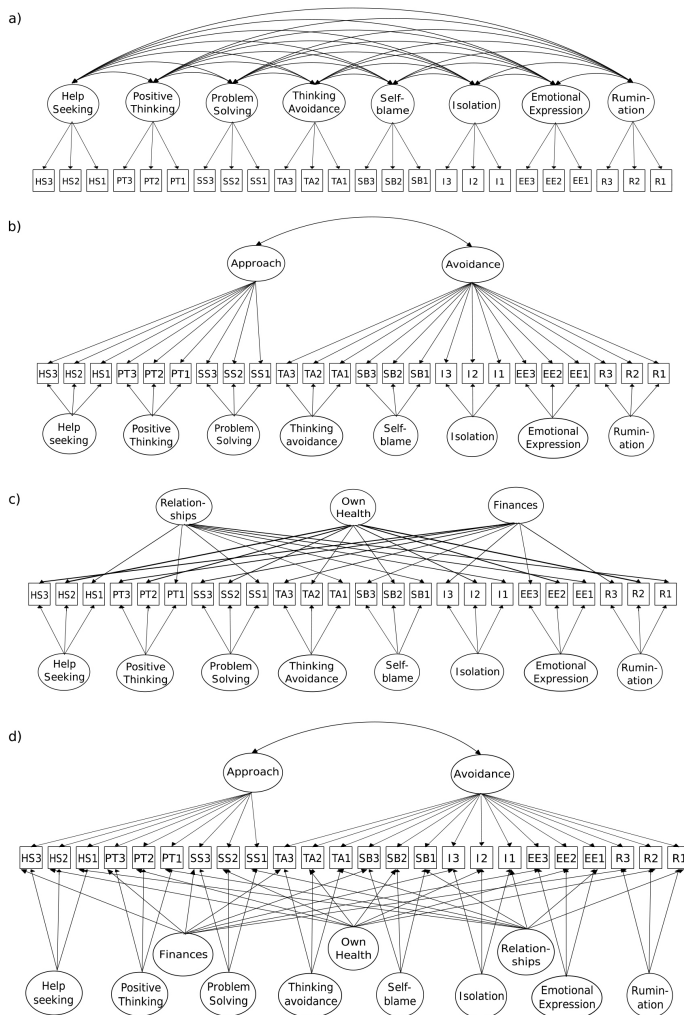 a)
Help Seeking
Positive Thinking
Problem Solving
Thinking Avoidance
Self-blame
Isolation
Emotional Expression
Rumin-ation
HS3 HS2 HS1 PT3 PT2 PT1 SS3 SS2 SS1 TA3 TA2 TA1 SB3 SB2 SB1 I3 I2 I1 EE3 EE2 EE1 R3 R2 R1
b)
Approach
Avoidance
HS3 HS2 HS1 PT3 PT2 PT1 SS3 SS2 SS1 TA3 TA2 TA1 SB3 SB2 SB1 I3 I2 I1 EE3 EE2 EE1 R3 R2 R1
Help seeking
Positive Thinking
Problem Solving
Thinking avoidance
Self-blame
Isolation
Emotional Expression
Rumin-ation
c)
Relation-ships
Own Health
Finances
HS3 HS2 HS1 PT3 PT2 PT1 SS3 SS2 SS1 TA3 TA2 TA1 SB3 SB2 SB1 I3 I2 I1 EE3 EE2 EE1 R3 R2 R1
Help Seeking
Positive Thinking
Problem Solving
Thinking Avoidance
Self-blame
Isolation
Emotional Expression
Rumin-ation
d)
Approach
Avoidance
HS3 HS2 HS1 PT3 PT2 PT1 SS3 SS2 SS1 TA3 TA2 TA1 SB3 SB2 SB1 I3 I2 I1 EE3 EE2 EE1 R3 R2 R1
Finances
Own Health
Relation-ships
Help seeking
Positive Thinking
Problem Solving
Thinking avoidance
Self-blame
Isolation
Emotional Expression
Rumin-ation